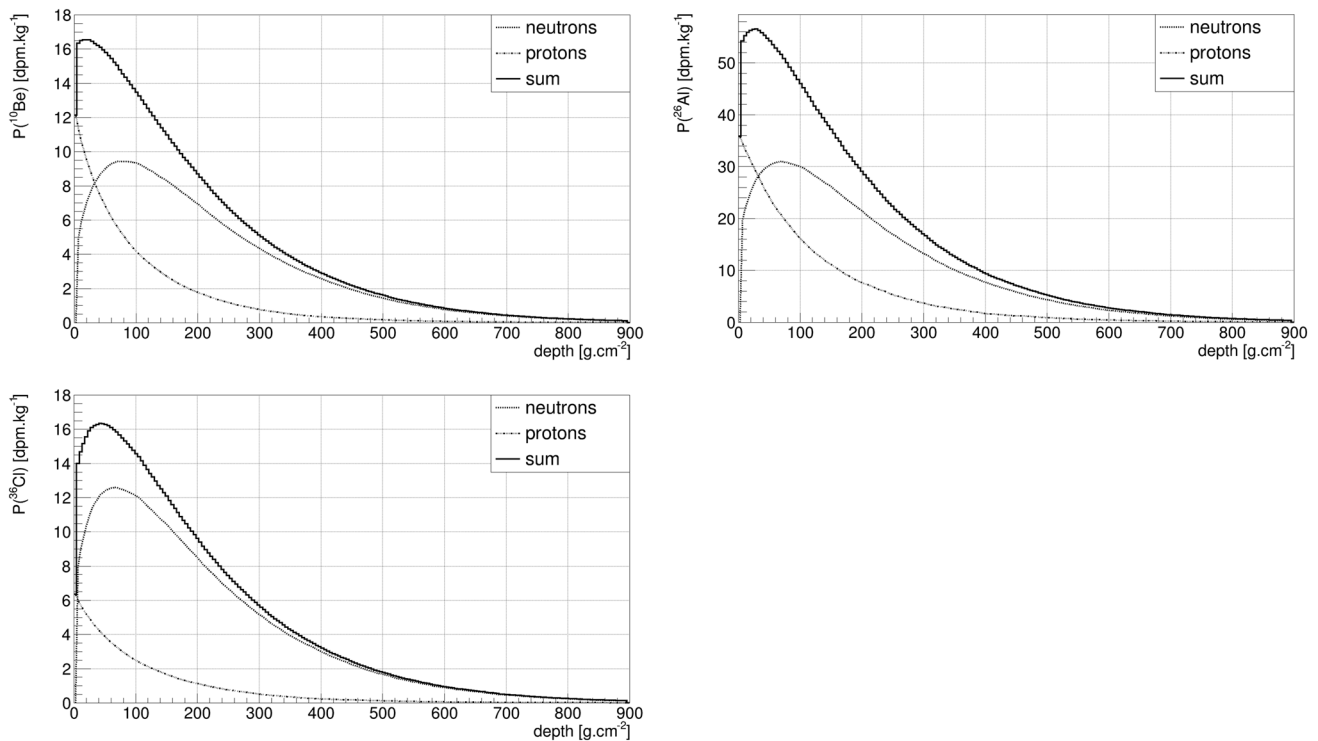 P(¹⁰Be) [dpm.kg⁻¹]
18
16
14
12
10
8
6
4
2
0
neutrons
protons
sum
0 100 200 300 400 500 600 700 800 900
depth [g.cm⁻²]
P(²⁶Al) [dpm.kg⁻¹]
50
40
30
20
10
0
neutrons
protons
sum
0 100 200 300 400 500 600 700 800 900
depth [g.cm⁻²]
P(³⁶Cl) [dpm.kg⁻¹]
18
16
14
12
10
8
6
4
2
0
neutrons
protons
sum
0 100 200 300 400 500 600 700 800 900
depth [g.cm⁻²]